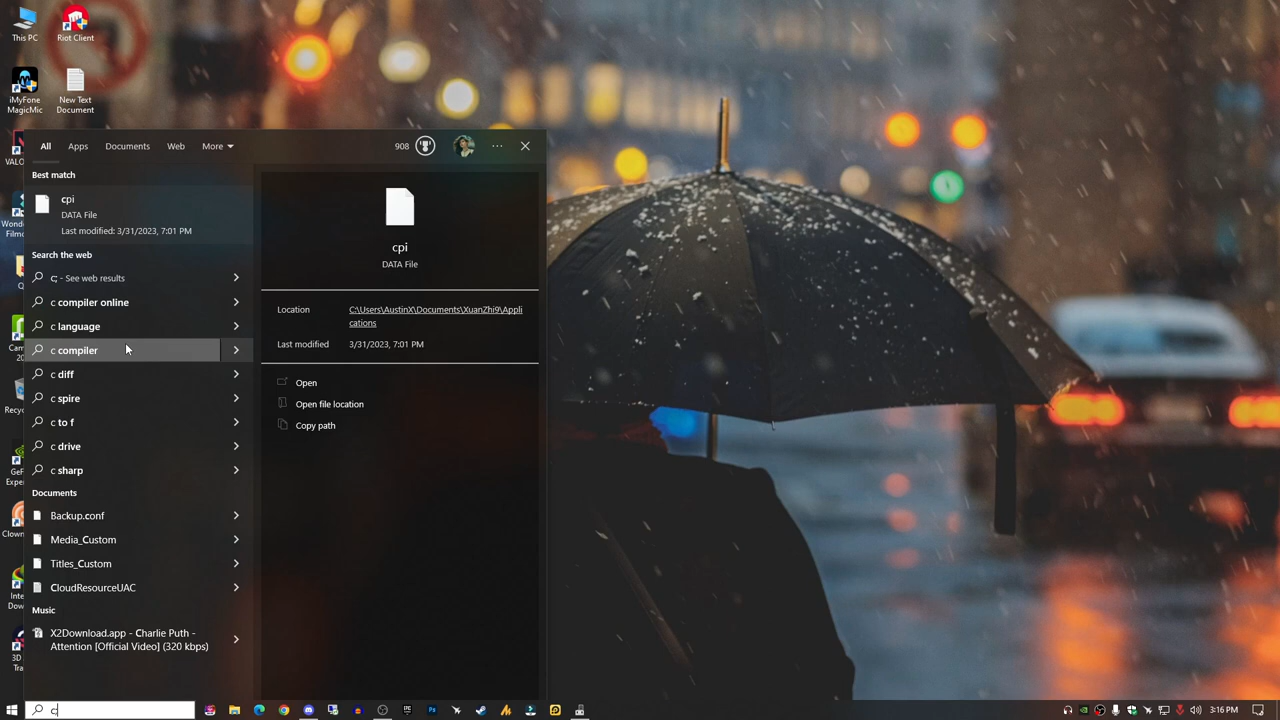 This PC
Riot Client
iMyFone
MagicMic
New Text
Document
All
Apps
Documents
Web
More
908
Best match
cpi
DATA File
Last modified: 3/31/2023, 7:01 PM
Search the web
c; - See web results
c compiler online
c language
c compiler
c diff
c spire
c to f
c drive
c sharp
Documents
Backup.conf
Media_Custom
Titles_Custom
CloudResourceUAC
Music
X2Download.app - Charlie Puth -
Attention [Official Video] (320 kbps)
cpi
DATA File
Location
C:\Users\AustinX\Documents\XuanZhi9\Appli
cations
Last modified
3/31/2023, 7:01 PM
Open
Open file location
Copy path
c;
3:16 PM